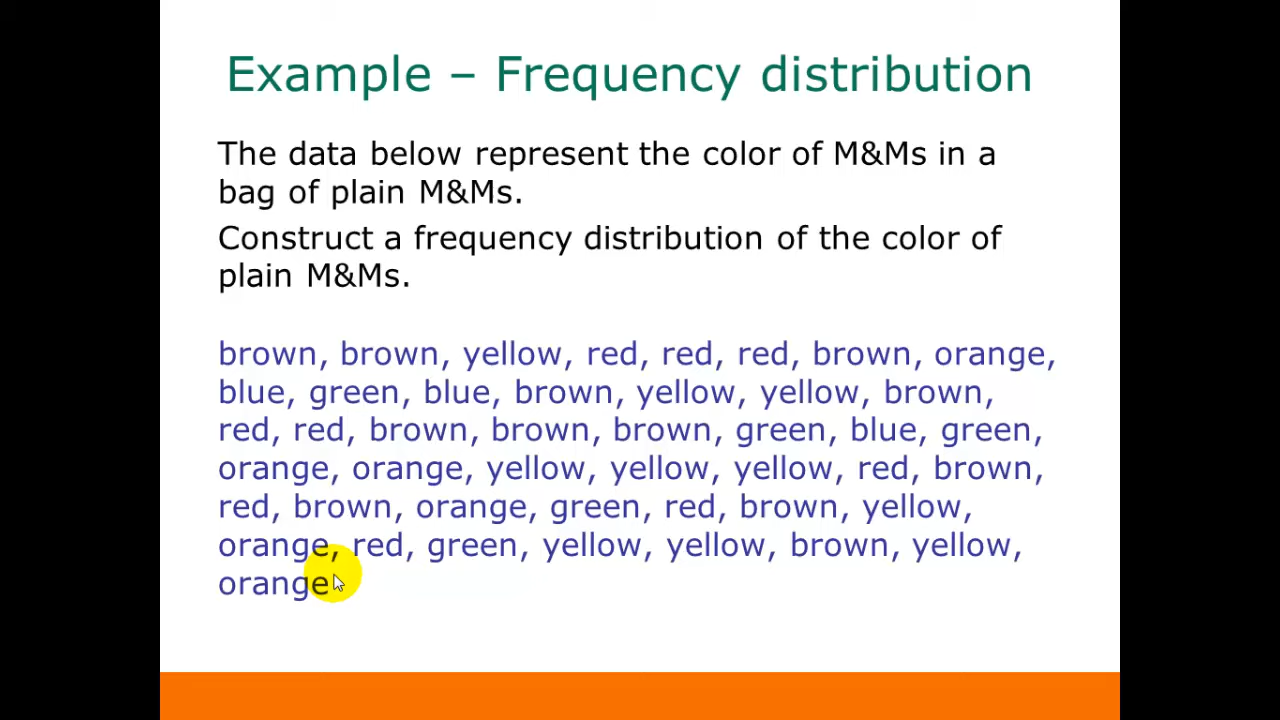 Example – Frequency distribution
The data below represent the color of M&Ms in a
bag of plain M&Ms.
Construct a frequency distribution of the color of
plain M&Ms.
brown, brown, yellow, red, red, red, brown, orange,
blue, green, blue, brown, yellow, yellow, brown,
red, red, brown, brown, brown, green, blue, green,
orange, orange, yellow, yellow, yellow, red, brown,
red, brown, orange, green, red, brown, yellow,
orange, red, green, yellow, yellow, brown, yellow,
orange